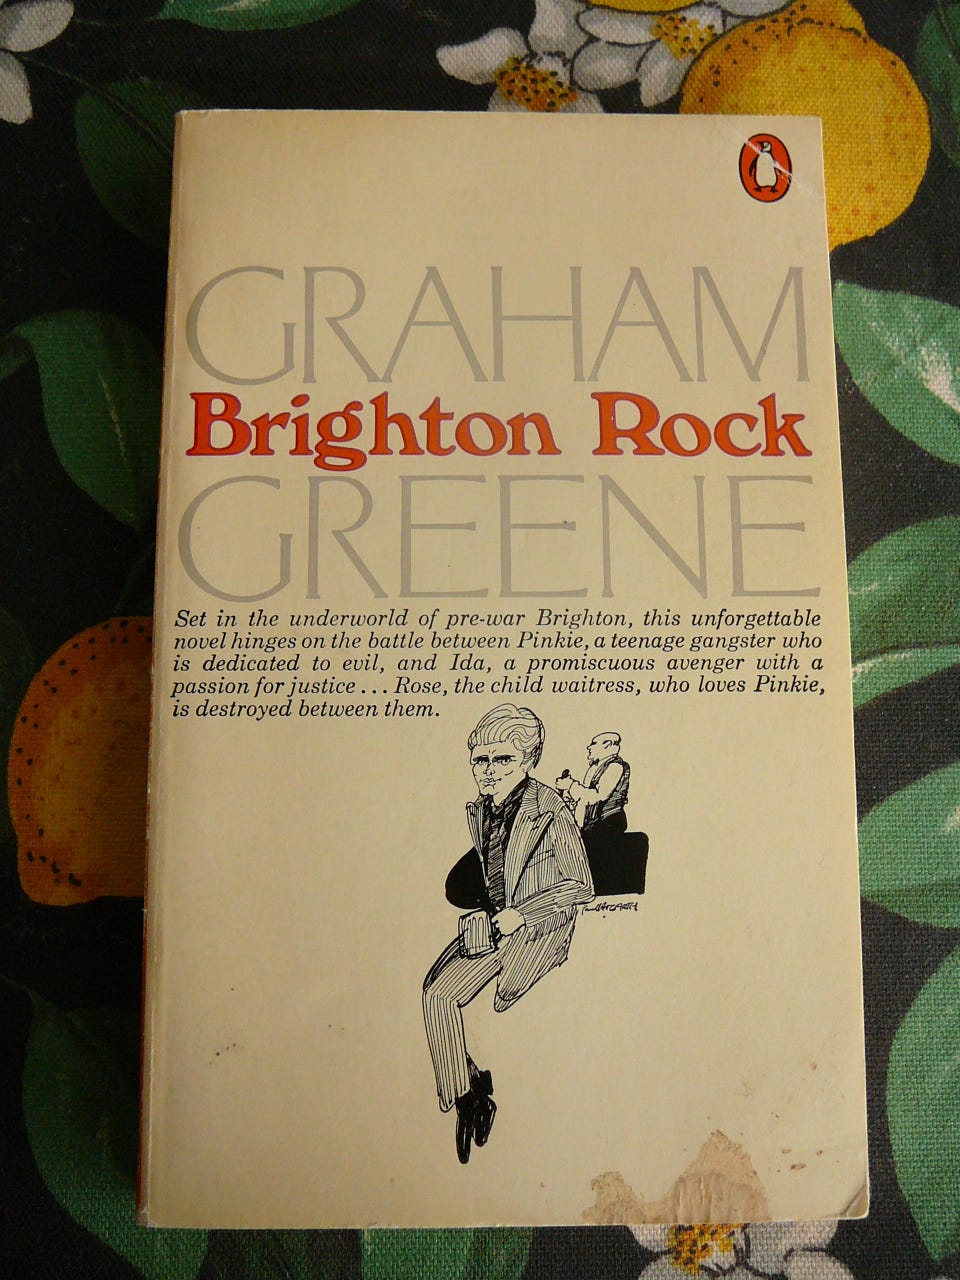 GRAHAM
Brighton Rock
GREENE
Set in the underworld of pre-war Brighton, this unforgettable
novel hinges on the battle between Pinkie, a teenage gangster who
is dedicated to evil, and Ida, a promiscuous avenger with a
passion for justice ... Rose, the child waitress, who loves Pinkie,
is destroyed between them.